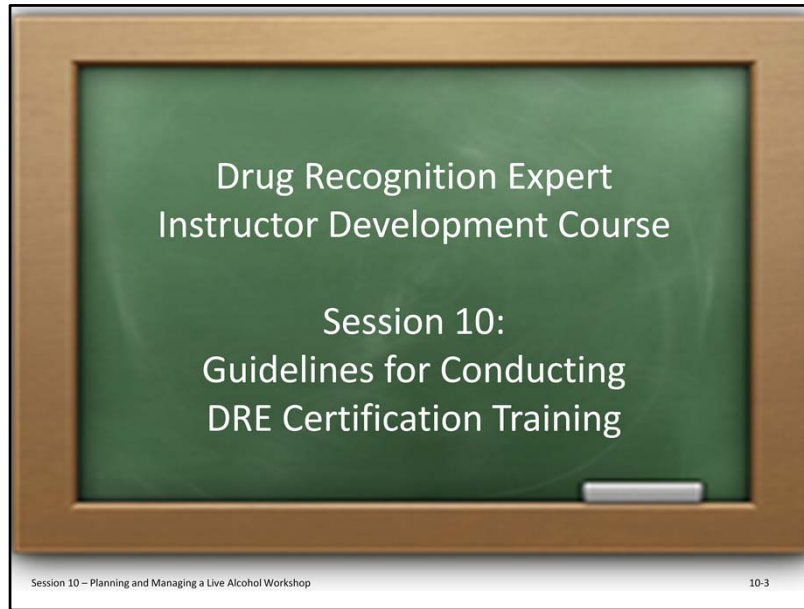 Drug Recognition Expert
Instructor Development Course
Session 10:
Guidelines for Conducting
DRE Certification Training
Session 10 – Planning and Managing a Live Alcohol Workshop
10-3